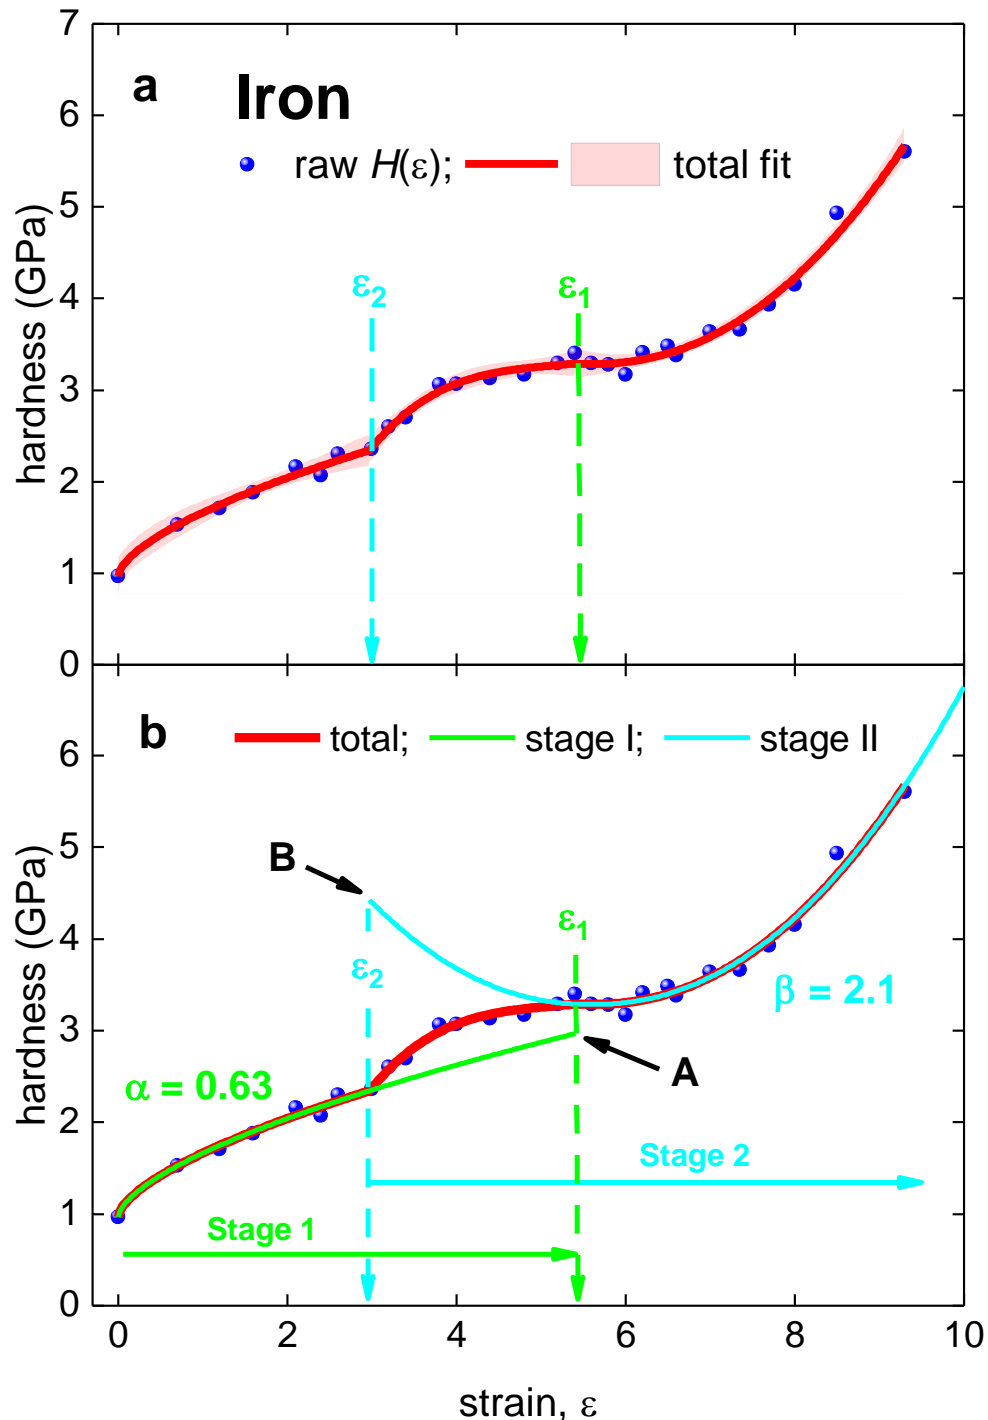 7
a Iron
6
raw H(ε); total fit
5
4
ε2 ε1
3
2
1
0
hardness (GPa)
b total; stage I; stage II
6
5
B
ε1
4
ε2
β = 2.1
3
A
α = 0.63
2
Stage 2
1
Stage 1
0
hardness (GPa)
0 2 4 6 8 10
strain, ε